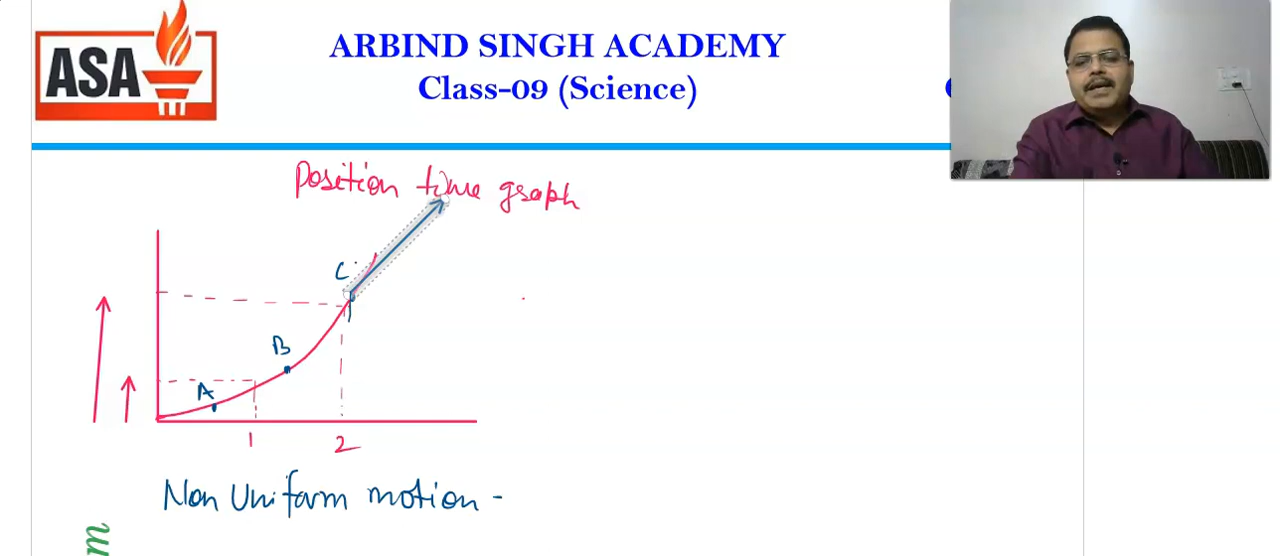 ASA
ARBIND SINGH ACADEMY
Class-09 (Science)
Position time graph
C
B
A
1
2
Non Uniform motion -
m